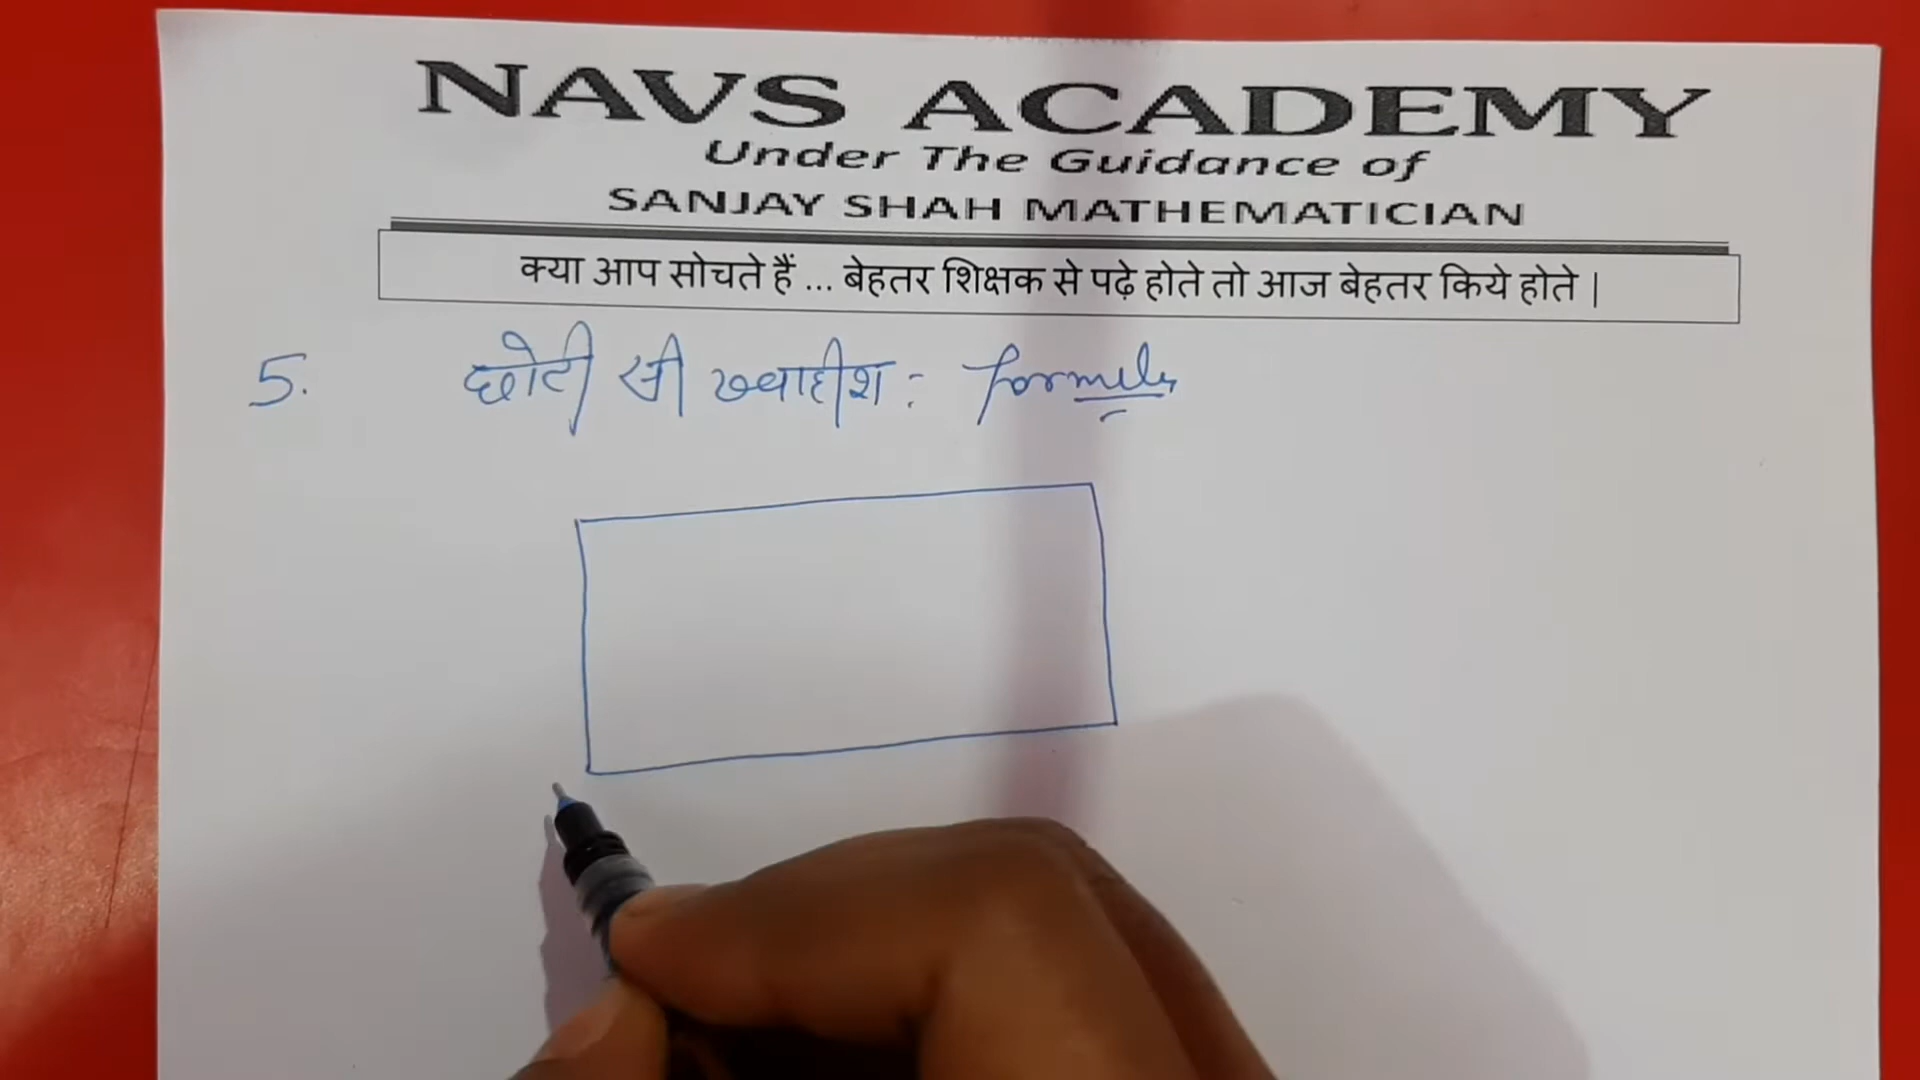 NAVS ACADEMY
Under The Guidance of
SANJAY SHAH MATHEMATICIAN
क्या आप सोचते हैं ... बेहतर शिक्षक से पढ़े होते तो आज बेहतर किये होते |
5. छोटी सी ख्वाहीश : formula